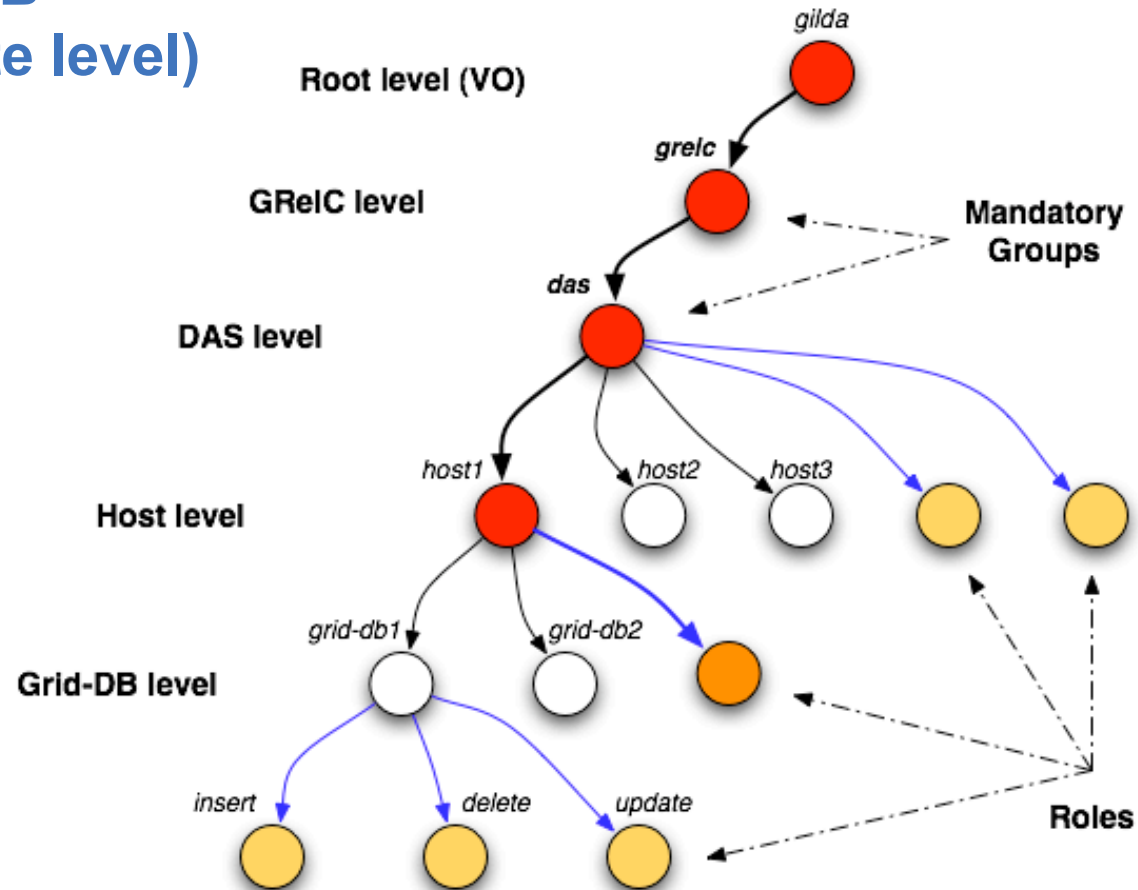 B
te level)
gilda
Root level (VO)
grelc
GRelC level
Mandatory
Groups
das
DAS level
host1
host2
host3
Host level
grid-db1
grid-db2
Grid-DB level
insert
delete
update
Roles